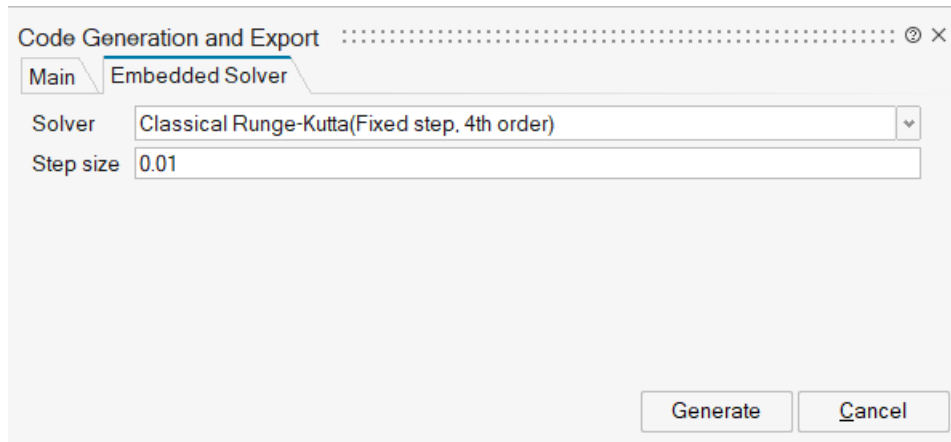 Code Generation and Export
Main Embedded Solver
Solver Classical Runge-Kutta(Fixed step, 4th order)
Step size 0.01
Generate Cancel